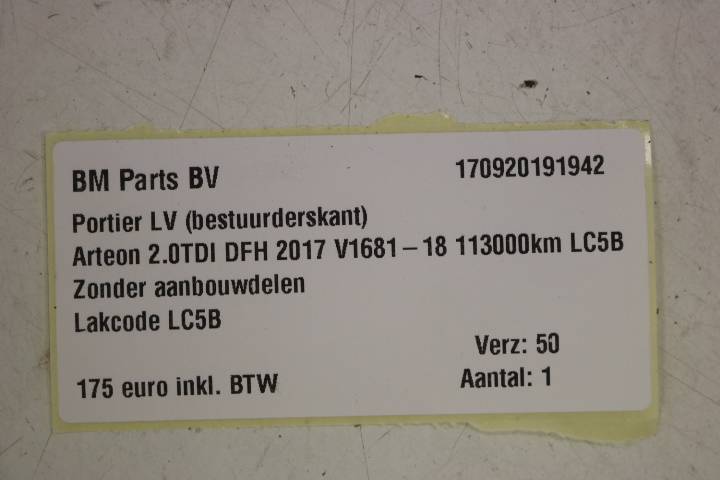 BM Parts BV 170920191942
Portier LV (bestuurderskant)
Arteon 2.0TDI DFH 2017 V1681-18 113000km LC5B
Zonder aanbouwdelen
Lakcode LC5B
Verz: 50
175 euro inkl. BTW Aantal: 1